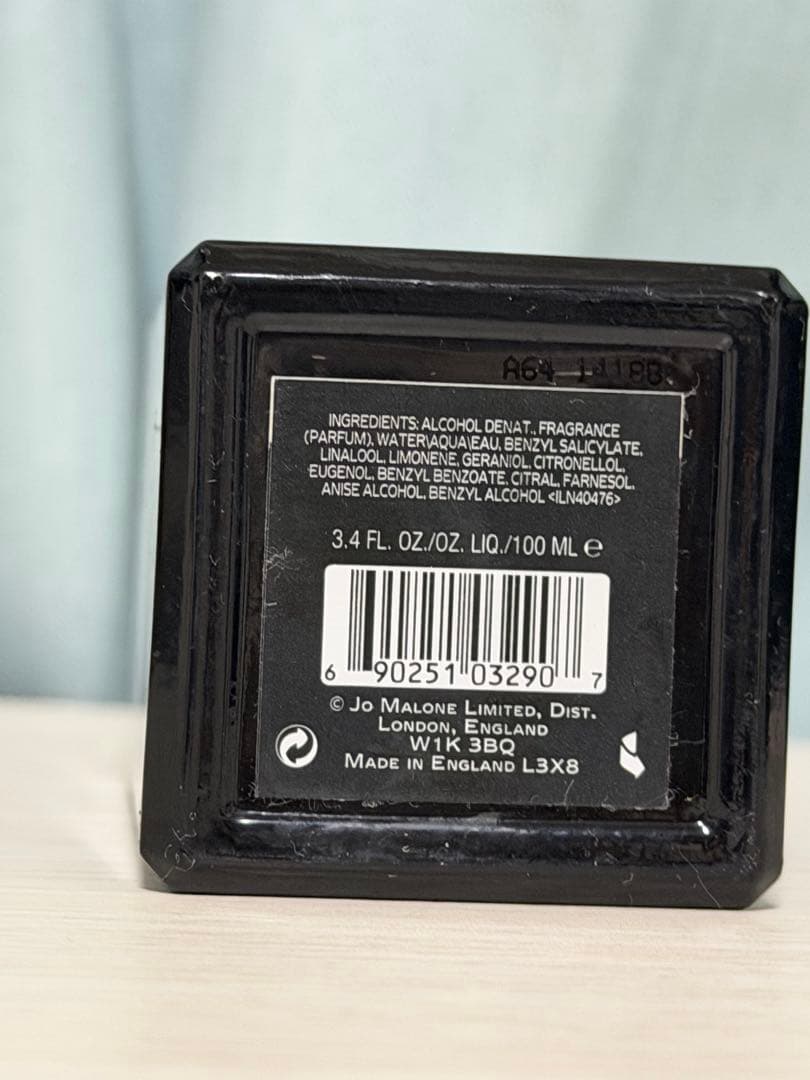 A64
INGREDIENTS: ALCOHOL DENAT., FRAGRANCE
(PARFUM), WATER\AQUA\EAU, BENZYL SALICYLATE,
LINALOOL, LIMONENE, GERANIOL, CITRONELLOL,
EUGENOL, BENZYL BENZOATE, CITRAL, FARNESOL,
ANISE ALCOHOL, BENZYL ALCOHOL <ILN40476>
3.4 FL. OZ./OZ. LIQ./100 ML ℮
6 90251 03290 7
© JO MALONE LIMITED, DIST.
LONDON, ENGLAND
W1K 3BQ
MADE IN ENGLAND L3X8